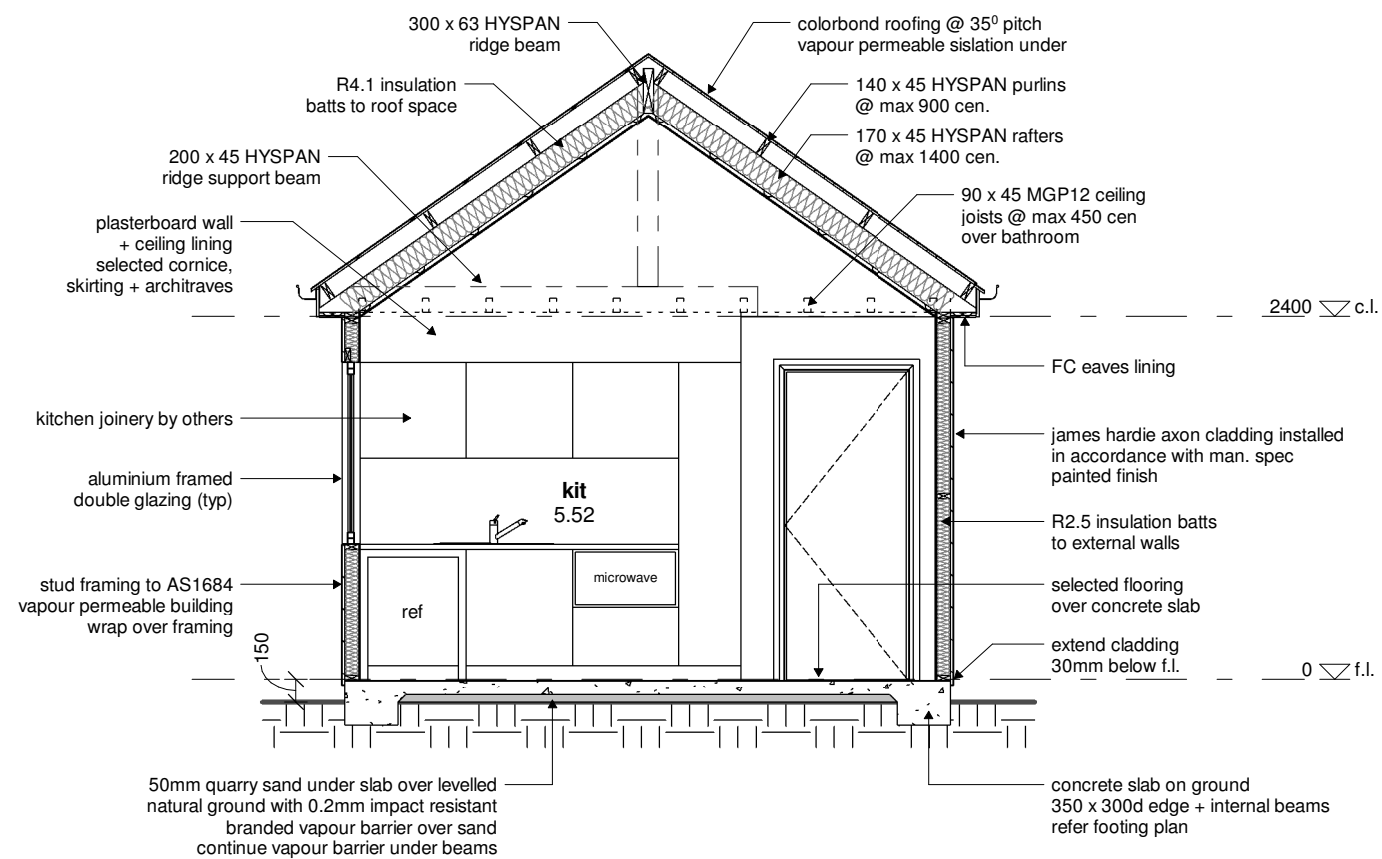 300 x 63 HYSPAN
ridge beam
R4.1 insulation
batts to roof space
200 x 45 HYSPAN
ridge support beam
plasterboard wall
+ ceiling lining
selected cornice,
skirting + architraves
kitchen joinery by others
aluminium framed
double glazing (typ)
stud framing to AS1684
vapour permeable building
wrap over framing
150
colorbond roofing @ 35⁰ pitch
vapour permeable sislation under
140 x 45 HYSPAN purlins
@ max 900 cen.
170 x 45 HYSPAN rafters
@ max 1400 cen.
90 x 45 MGP12 ceiling
joists @ max 450 cen
over bathroom
2400 c.l.
FC eaves lining
james hardie axon cladding installed
in accordance with man. spec
painted finish
R2.5 insulation batts
to external walls
selected flooring
over concrete slab
extend cladding
30mm below f.l.
0 f.l.
kit
5.52
microwave
ref
50mm quarry sand under slab over levelled
natural ground with 0.2mm impact resistant
branded vapour barrier over sand
continue vapour barrier under beams
concrete slab on ground
350 x 300d edge + internal beams
refer footing plan